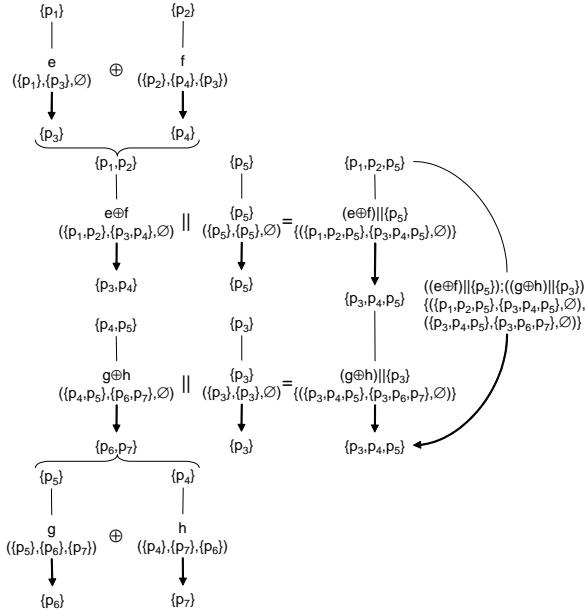 {p₁} {p₂}
e ⊕ f
({p₁},{p₃},∅) ({p₂},{p₄},{p₃})
{p₃} {p₄}
{p₁,p₂} {p₅} {p₁,p₂,p₅}
e⊕f || {p₅} = (e⊕f)||{p₅}
({p₁,p₂},{p₃,p₄},∅) ({p₅},{p₅},∅) {({p₁,p₂,p₅},{p₃,p₄,p₅},∅)}
{p₃,p₄} {p₅} {p₃,p₄,p₅}
((e⊕f)||{p₅});((g⊕h)||{p₃})
{({p₁,p₂,p₅},{p₃,p₄,p₅},∅),
({p₃,p₄,p₅},{p₃,p₆,p₇},∅)}
{p₄,p₅} {p₃}
g⊕h || {p₃} = (g⊕h)||{p₃}
({p₄,p₅},{p₆,p₇},∅) ({p₃},{p₃},∅) {({p₃,p₄,p₅},{p₃,p₆,p₇},∅)}
{p₆,p₇} {p₃} {p₃,p₄,p₅}
{p₅} {p₄}
g ⊕ h
({p₅},{p₆},{p₇}) ({p₄},{p₇},{p₆})
{p₆} {p₇}